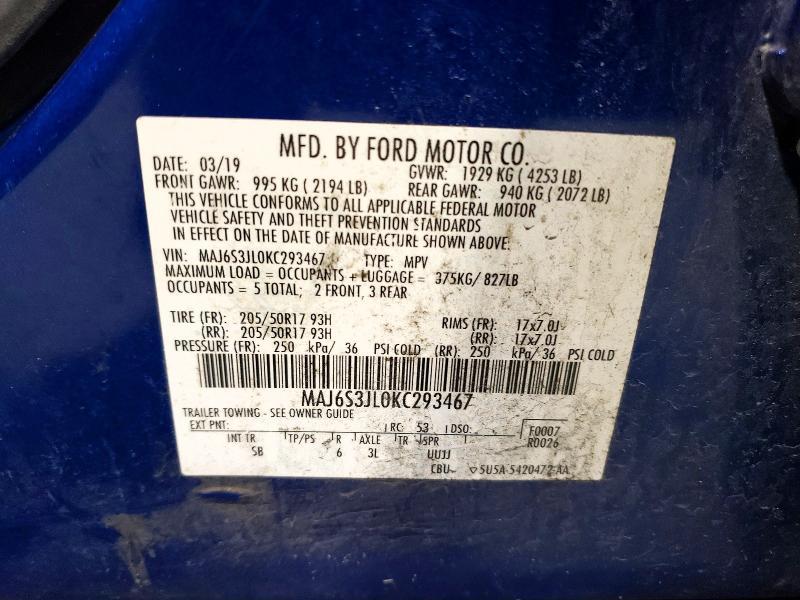 MFD. BY FORD MOTOR CO.
DATE: 03/19 GVWR: 1929 KG ( 4253 LB)
FRONT GAWR: 995 KG ( 2194 LB) REAR GAWR: 940 KG ( 2072 LB)
THIS VEHICLE CONFORMS TO ALL APPLICABLE FEDERAL MOTOR
VEHICLE SAFETY AND THEFT PREVENTION STANDARDS
IN EFFECT ON THE DATE OF MANUFACTURE SHOWN ABOVE.
VIN: MAJ6S3JL0KC293467 TYPE: MPV
MAXIMUM LOAD = OCCUPANTS + LUGGAGE = 375KG/ 827LB
OCCUPANTS = 5 TOTAL; 2 FRONT, 3 REAR
TIRE (FR): 205/50R17 93H RIMS (FR): 17x7.0J
(RR): 205/50R17 93H (RR): 17x7.0J
PRESSURE (FR): 250 kPa/ 36 PSI COLD (RR): 250 kPa/ 36 PSI COLD
MAJ6S3JL0KC293467
TRAILER TOWING - SEE OWNER GUIDE
EXT PNT: RC: 53 DSO: F0007
INT TR TP/PS R AXLE TR SPR R0026
SB 6 3L UUJJ
CBU 5U5A-5420472-AA